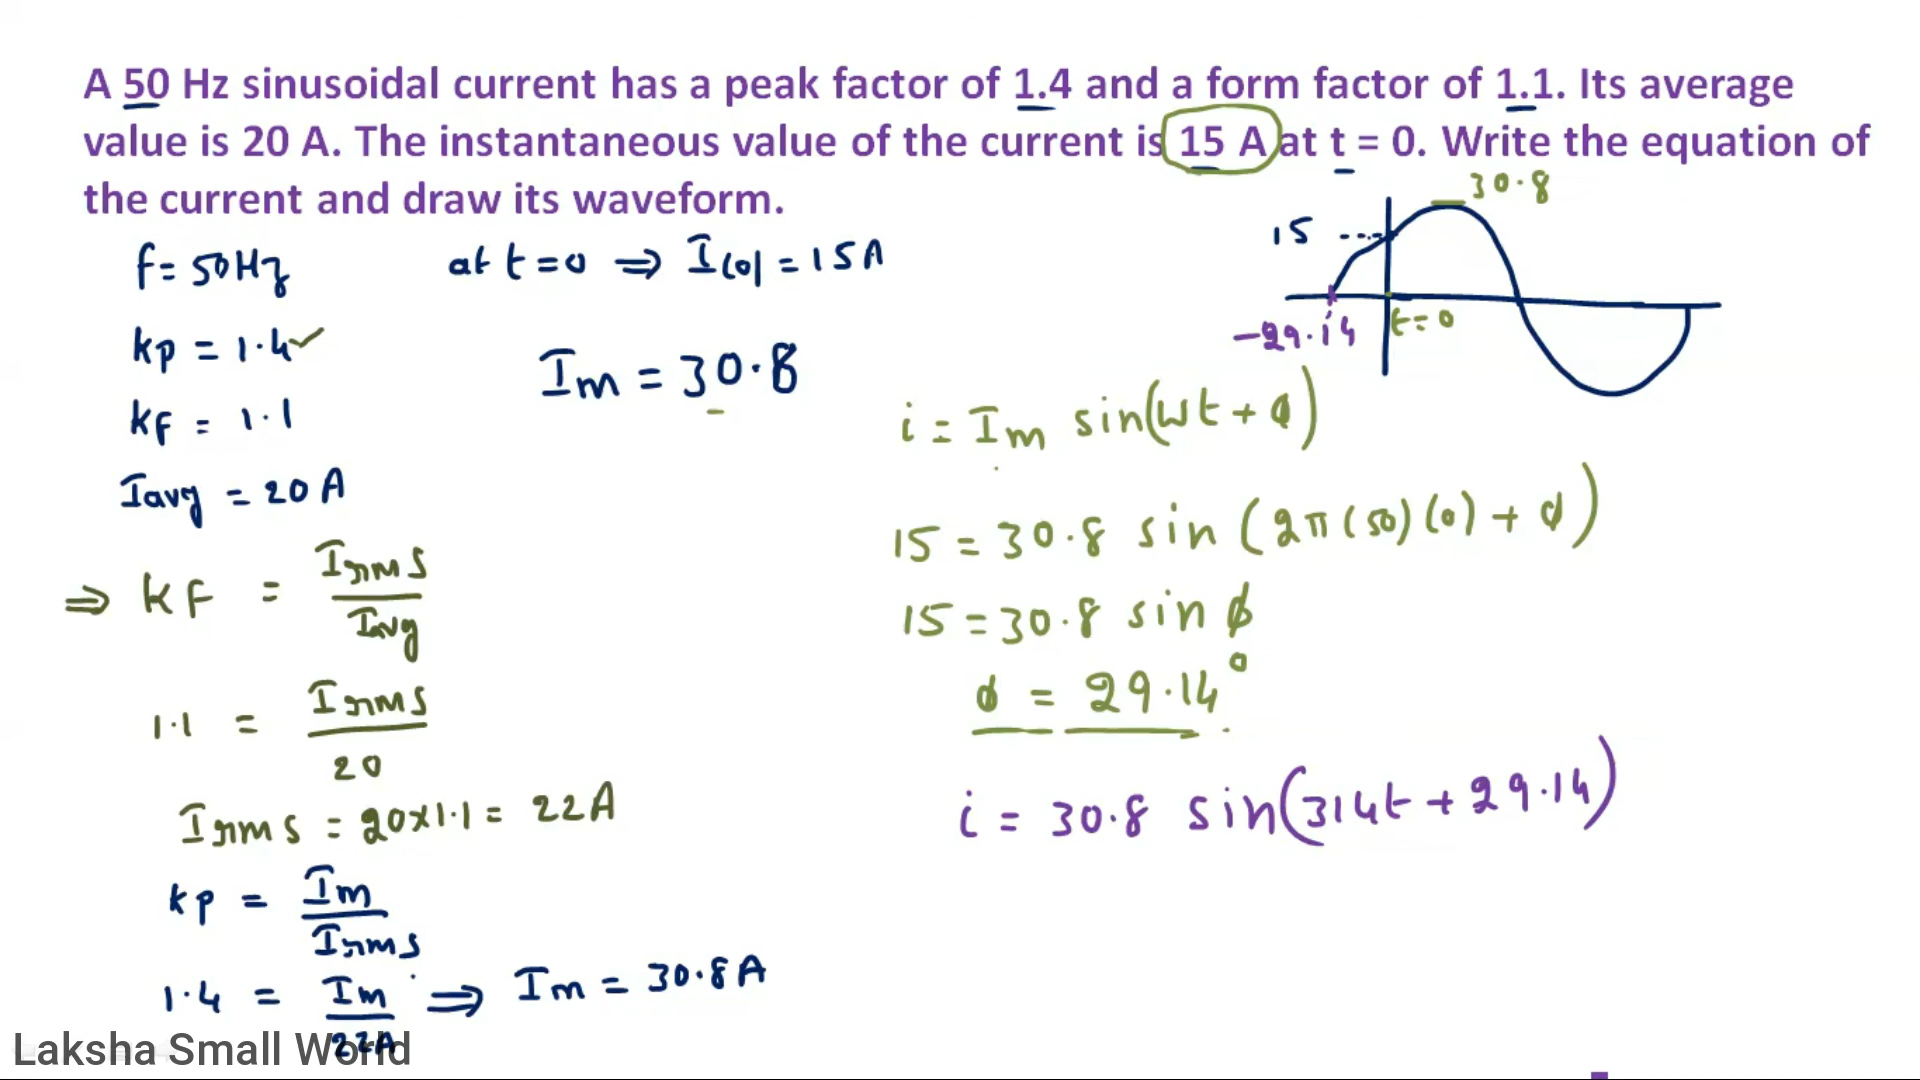 A 50 Hz sinusoidal current has a peak factor of 1.4 and a form factor of 1.1. Its average
value is 20 A. The instantaneous value of the current is 15 A at t = 0. Write the equation of
the current and draw its waveform.
30.8
15
-29.14
t=0
f = 50Hz
at t=0 ⇒ I(0) = 15A
kp = 1.4 ✓
Im = 30.8
kF = 1.1
i = Im sin(ωt + φ)
Iavg = 20 A
15 = 30.8 sin (2π(50)(0) + φ)
⇒ KF = Irms / Iavg
15 = 30.8 sin φ
φ = 29.14°
1.1 = Irms / 20
i = 30.8 sin(314t + 29.14)
Irms = 20x1.1 = 22A
kp = Im / Irms
1.4 = Im / 22A ⇒ Im = 30.8A
Laksha Small World